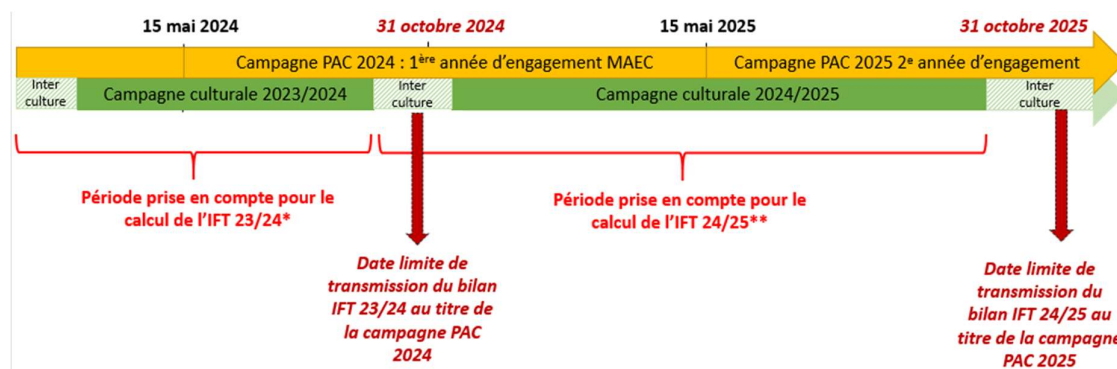 15 mai 2024
31 octobre 2024
15 mai 2025
31 octobre 2025
Campagne PAC 2024 : 1ère année d’engagement MAEC
Campagne PAC 2025 2e année d’engagement
Inter
culture
Campagne culturale 2023/2024
Inter
culture
Campagne culturale 2024/2025
Inter
culture
Période prise en compte pour le
calcul de l’IFT 23/24*
Période prise en compte pour le
calcul de l’IFT 24/25**
Date limite de
transmission du bilan
IFT 23/24 au titre de
la campagne PAC
2024
Date limite de
transmission du
bilan IFT 24/25 au
titre de la campagne
PAC 2025